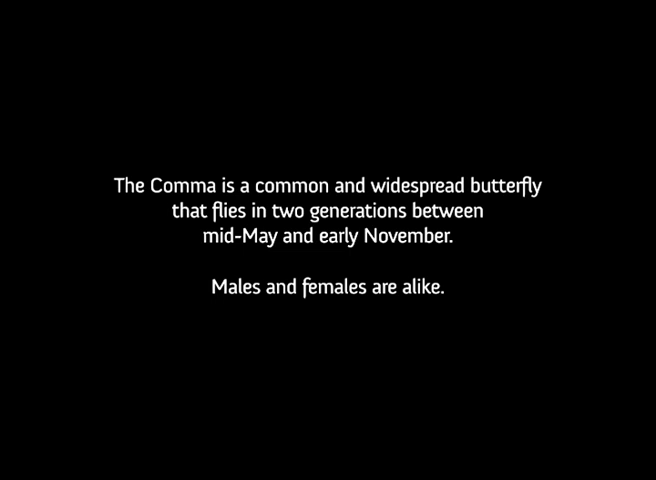 The Comma is a common and widespread butterfly
that flies in two generations between
mid-May and early November.
Males and females are alike.